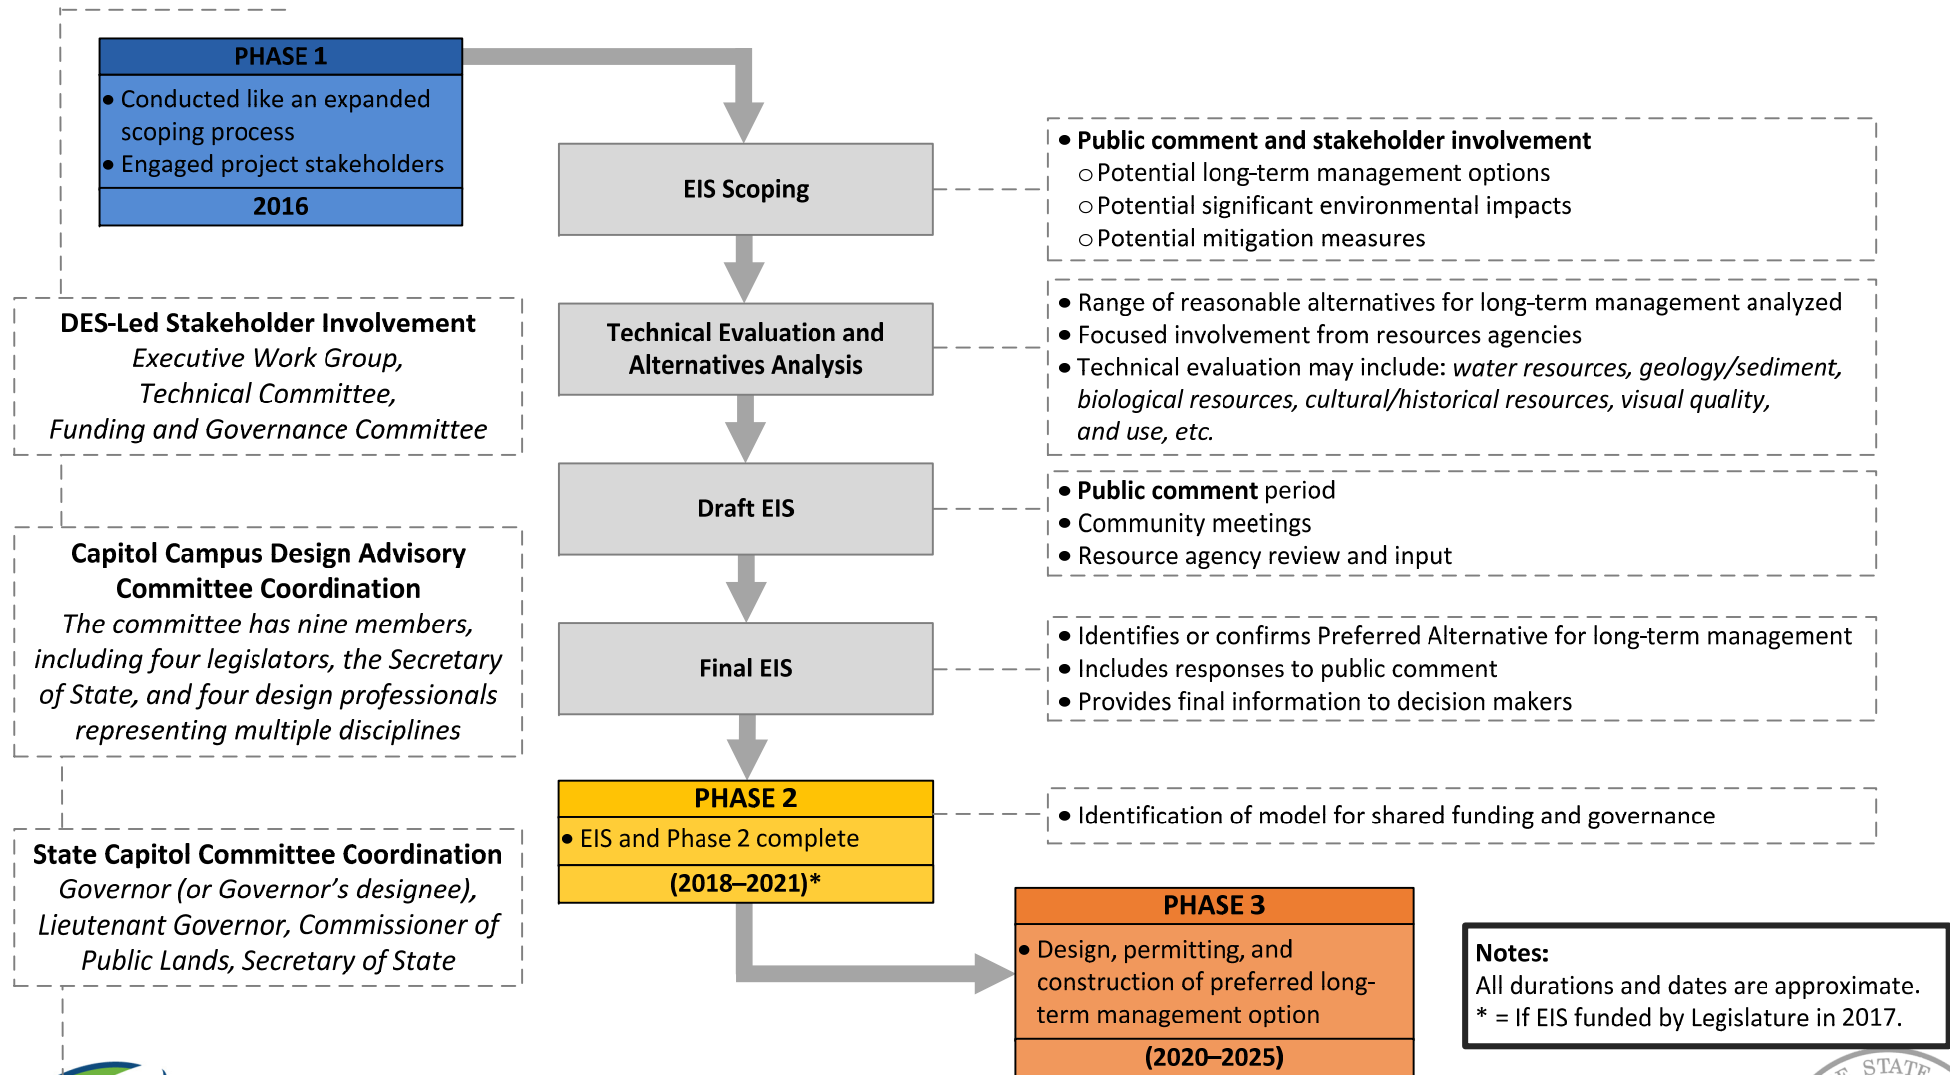 PHASE 1
• Conducted like an expanded
scoping process
• Engaged project stakeholders
2016
DES-Led Stakeholder Involvement
Executive Work Group,
Technical Committee,
Funding and Governance Committee
Capitol Campus Design Advisory
Committee Coordination
The committee has nine members,
including four legislators, the Secretary
of State, and four design professionals
representing multiple disciplines
State Capitol Committee Coordination
Governor (or Governor's designee),
Lieutenant Governor, Commissioner of
Public Lands, Secretary of State
EIS Scoping
• Public comment and stakeholder involvement
o Potential long-term management options
o Potential significant environmental impacts
o Potential mitigation measures
Technical Evaluation and
Alternatives Analysis
• Range of reasonable alternatives for long-term management analyzed
• Focused involvement from resources agencies
• Technical evaluation may include: water resources, geology/sediment,
biological resources, cultural/historical resources, visual quality,
and use, etc.
Draft EIS
• Public comment period
• Community meetings
• Resource agency review and input
Final EIS
• Identifies or confirms Preferred Alternative for long-term management
• Includes responses to public comment
• Provides final information to decision makers
PHASE 2
• EIS and Phase 2 complete
(2018–2021)*
• Identification of model for shared funding and governance
PHASE 3
• Design, permitting, and
construction of preferred long-
term management option
(2020–2025)
Notes:
All durations and dates are approximate.
* = If EIS funded by Legislature in 2017.
STATE